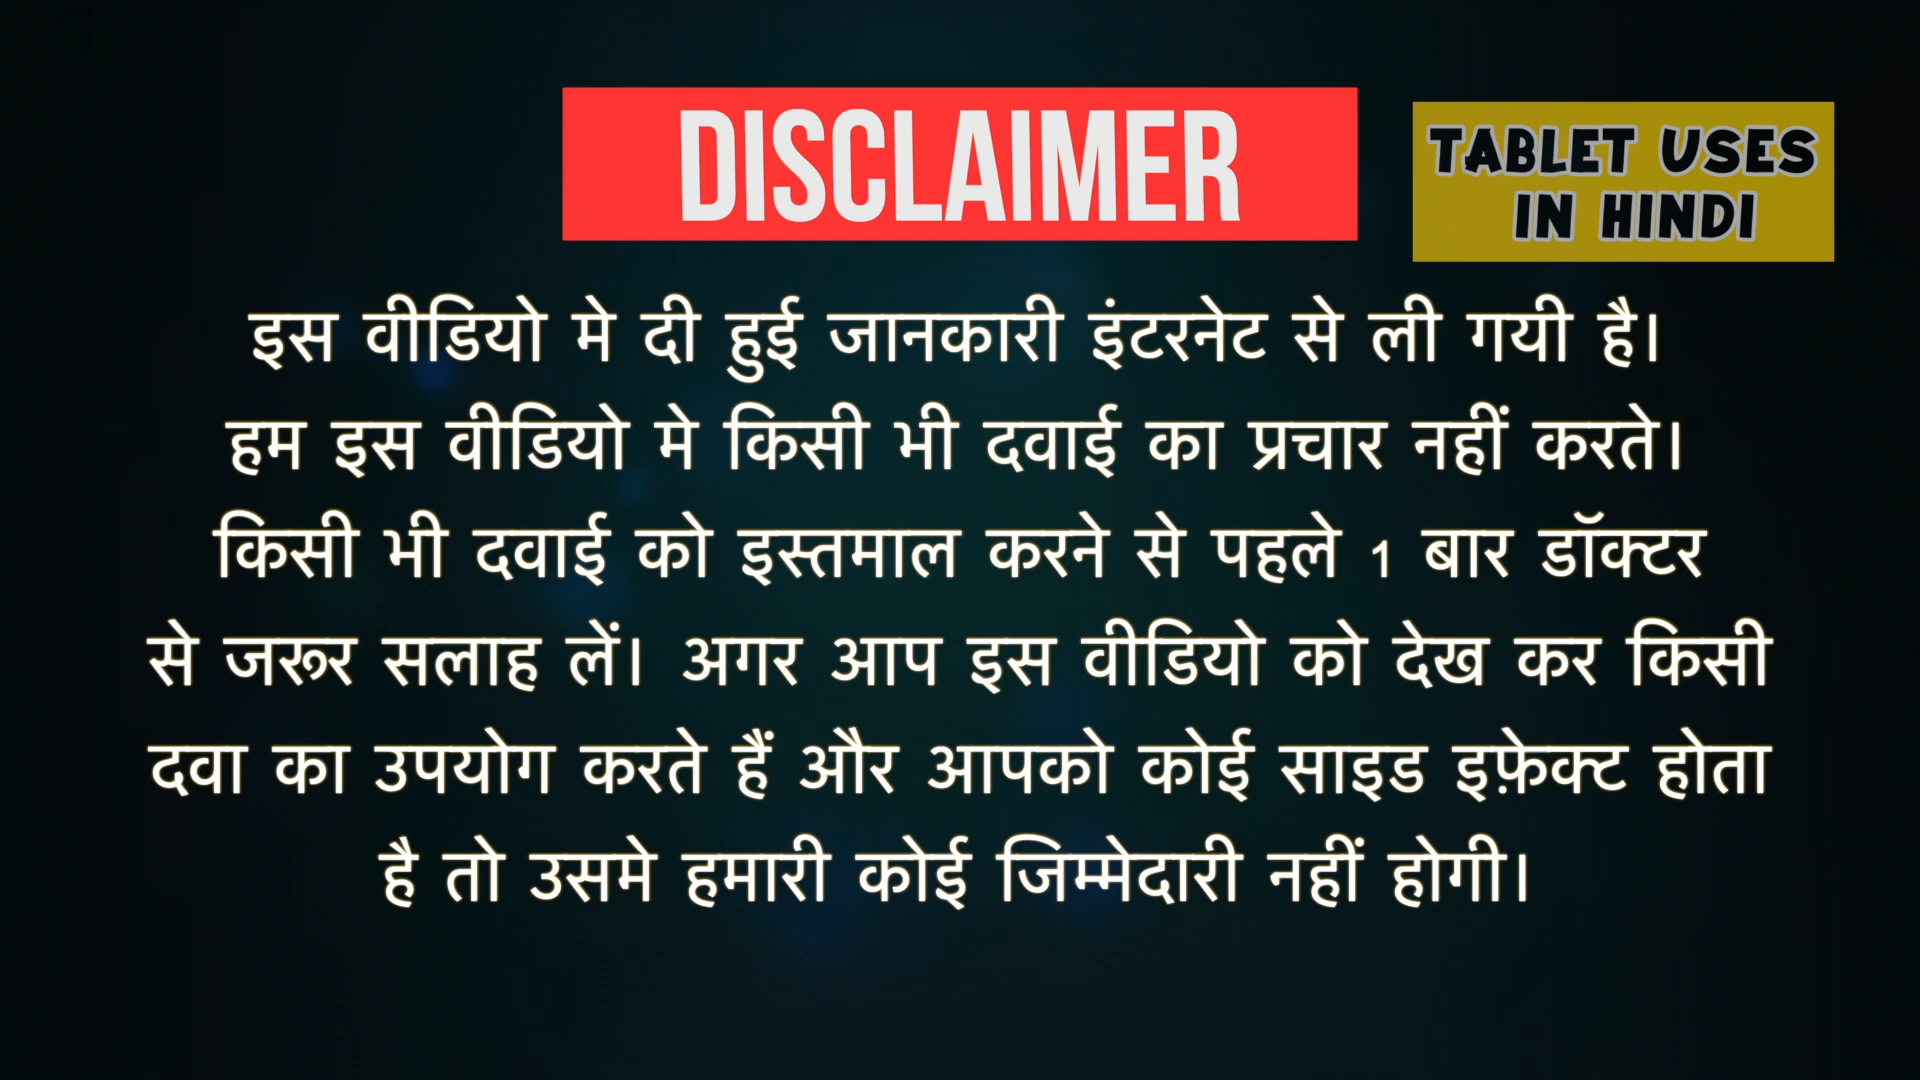 DISCLAIMER
TABLET USES
IN HINDI
इस वीडियो मे दी हुई जानकारी इंटरनेट से ली गयी है।
हम इस वीडियो मे किसी भी दवाई का प्रचार नहीं करते।
किसी भी दवाई को इस्तमाल करने से पहले 1 बार डॉक्टर
से जरूर सलाह लें। अगर आप इस वीडियो को देख कर किसी
दवा का उपयोग करते हैं और आपको कोई साइड इफ़ेक्ट होता
है तो उसमे हमारी कोई जिम्मेदारी नहीं होगी।